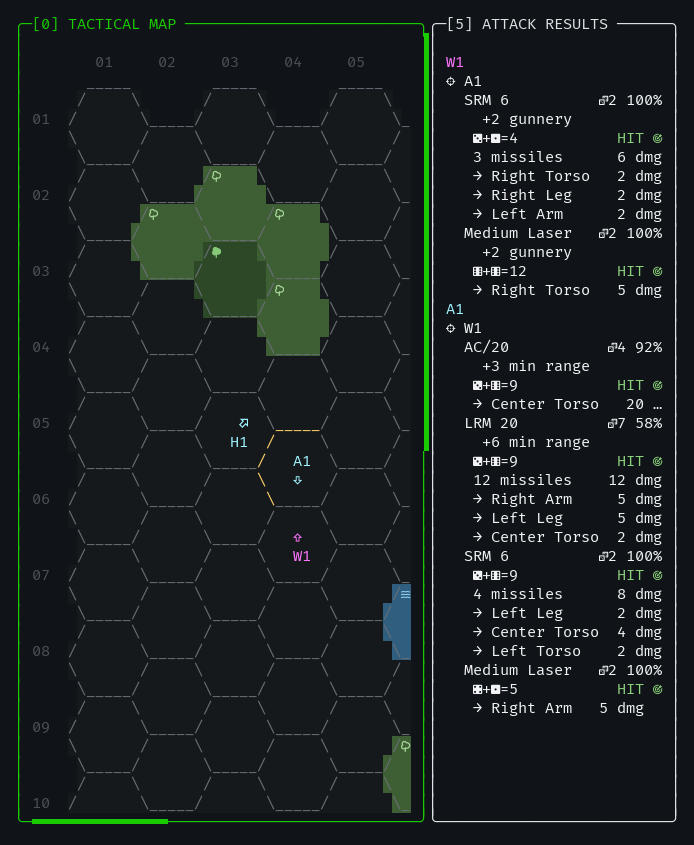 [0] TACTICAL MAP
01 02 03 04 05
01
02
03
04
05
H1
A1
06
W1
07
08
09
10
[5] ATTACK RESULTS
W1
A1
SRM 6 2 100%
+2 gunnery
+=4 HIT
3 missiles 6 dmg
→ Right Torso 2 dmg
→ Right Leg 2 dmg
→ Left Arm 2 dmg
Medium Laser 2 100%
+2 gunnery
+=12 HIT
→ Right Torso 5 dmg
A1
W1
AC/20 4 92%
+3 min range
+=9 HIT
→ Center Torso 20 …
LRM 20 7 58%
+6 min range
+=9 HIT
12 missiles 12 dmg
→ Right Arm 5 dmg
→ Left Leg 5 dmg
→ Center Torso 2 dmg
SRM 6 2 100%
+=9 HIT
4 missiles 8 dmg
→ Left Leg 2 dmg
→ Center Torso 4 dmg
→ Left Torso 2 dmg
Medium Laser 2 100%
+=5 HIT
→ Right Arm 5 dmg